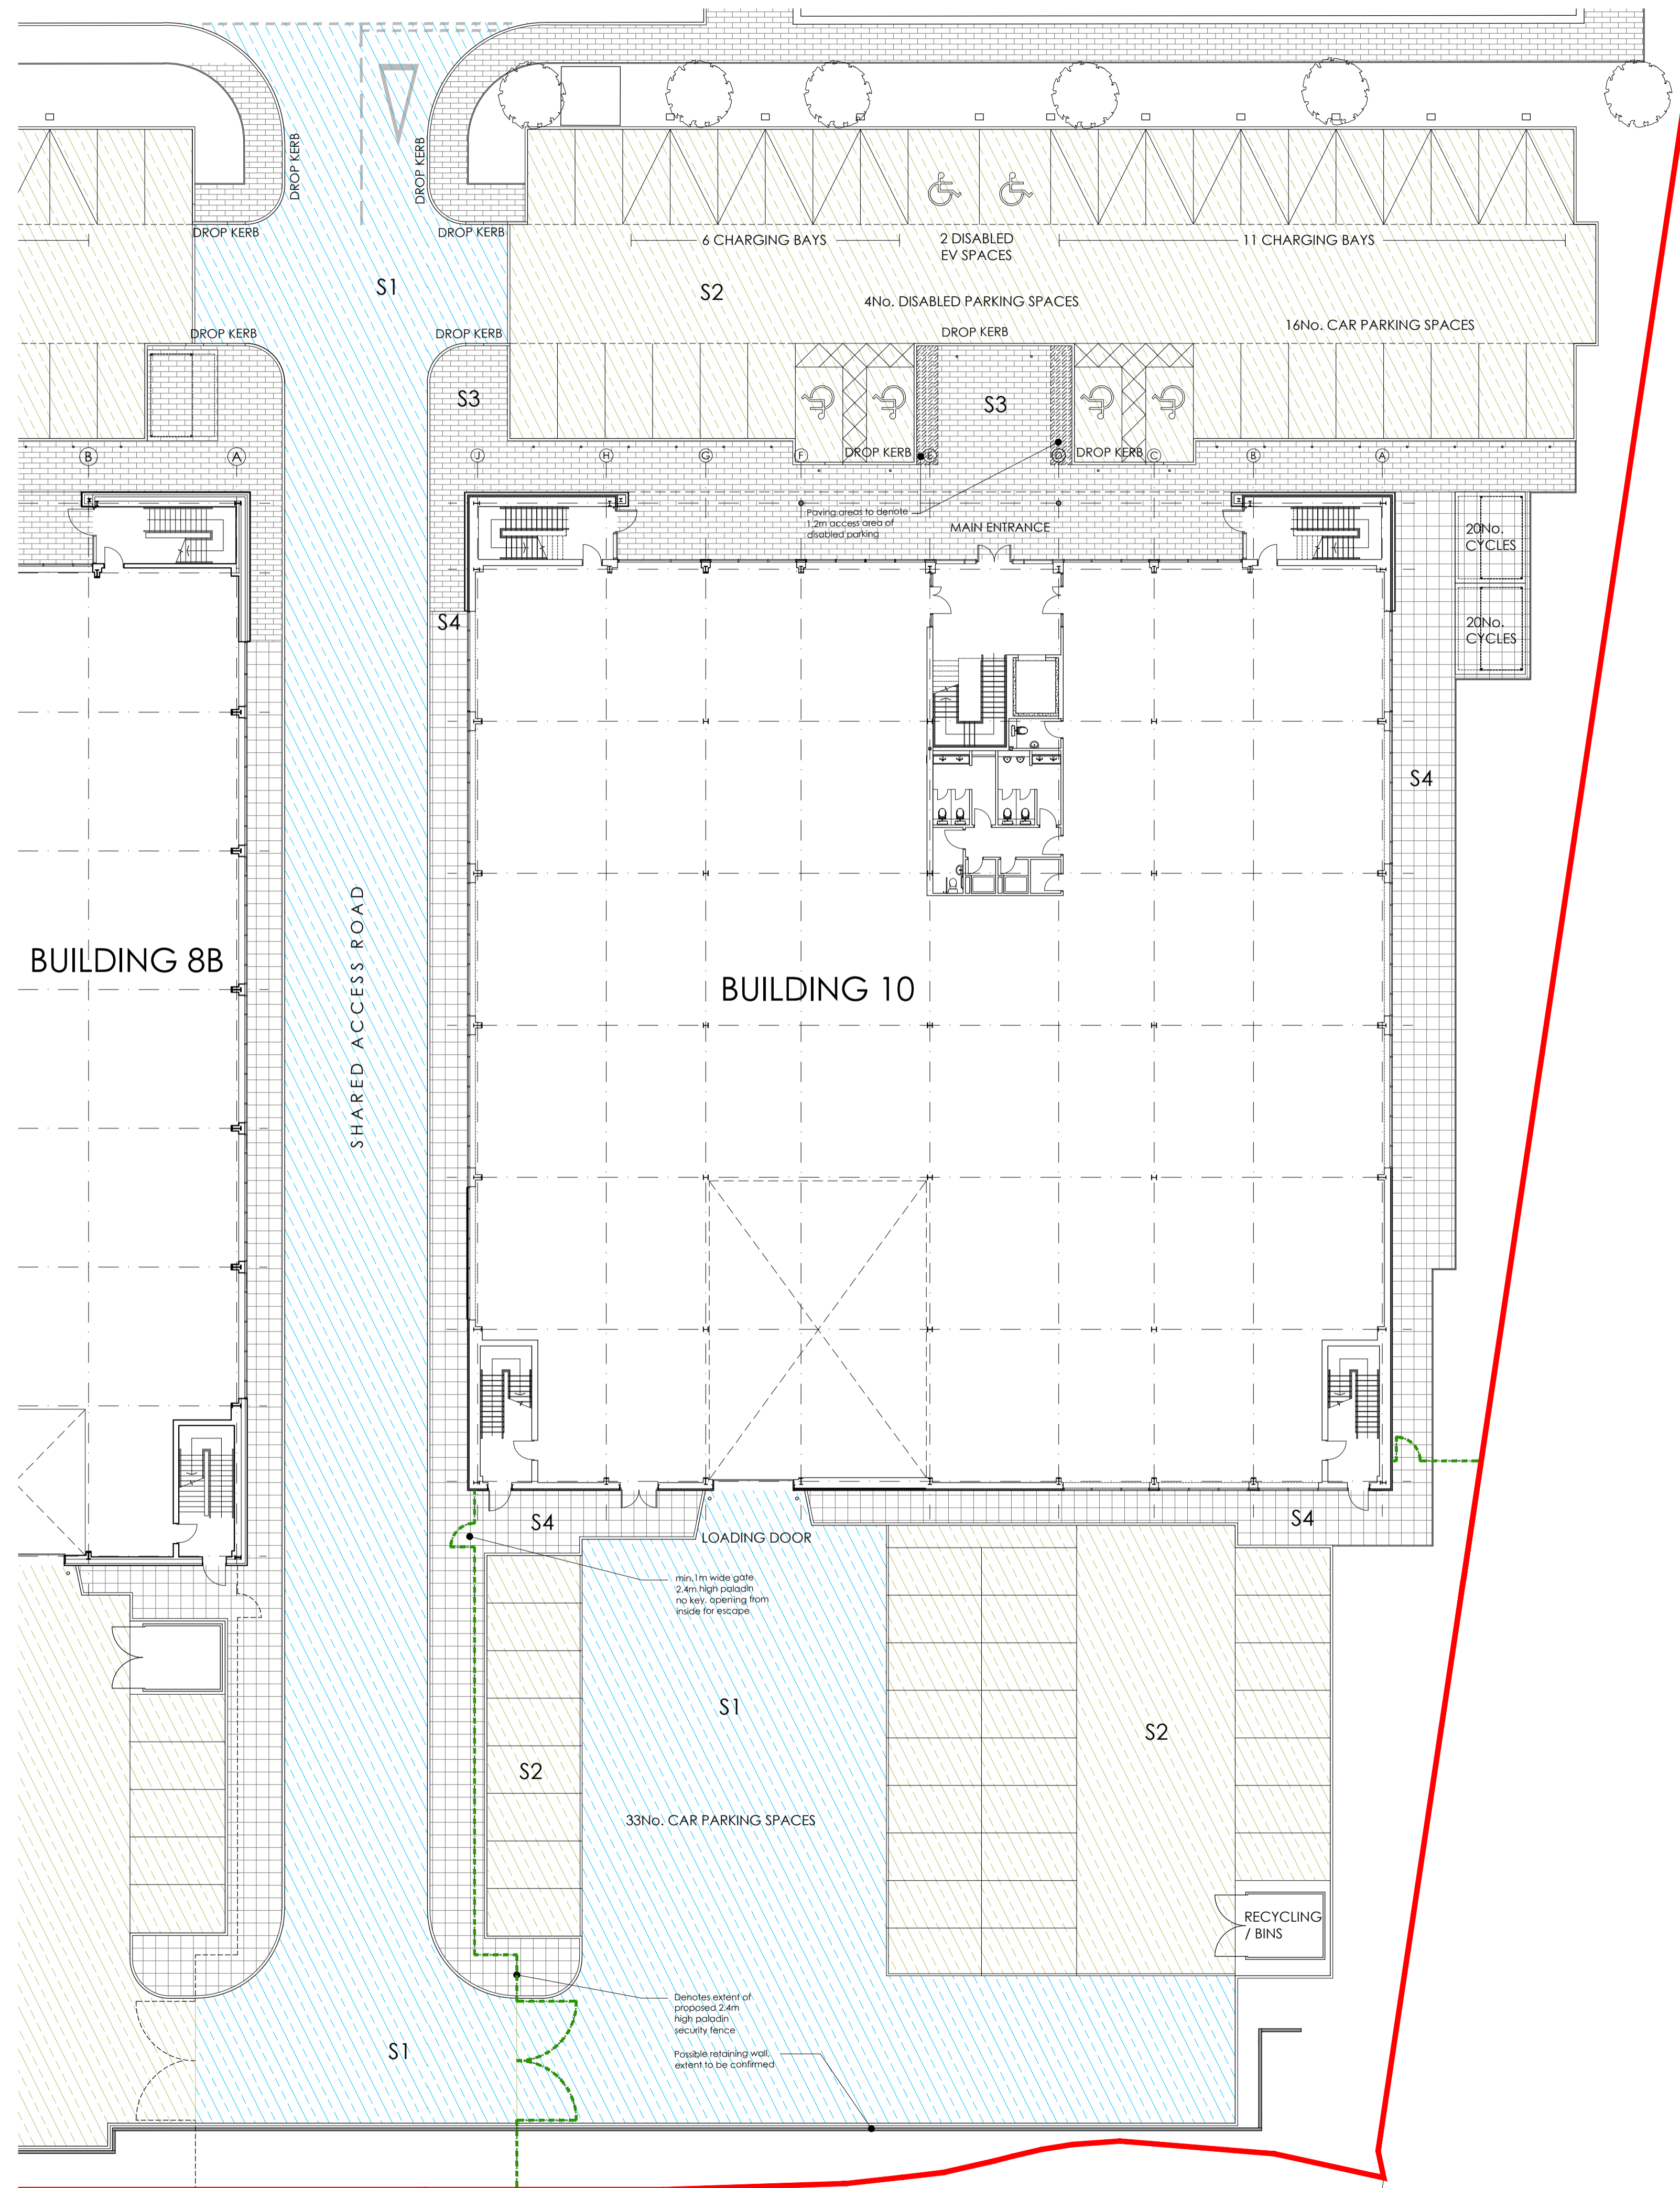 DROP KERB
DROP KERB
DROP KERB
DROP KERB
6 CHARGING BAYS
2 DISABLED
EV SPACES
11 CHARGING BAYS
S1
S2
4No. DISABLED PARKING SPACES
16No. CAR PARKING SPACES
DROP KERB
DROP KERB
DROP KERB
S3
S3
DROP KERB
DROP KERB
B
A
J
H
G
F
E
D
C
B
A
Paving areas to denote
1.2m access area of
disabled parking
MAIN ENTRANCE
20No.
CYCLES
20No.
CYCLES
S4
S4
SHARED ACCESS ROAD
BUILDING 8B
BUILDING 10
S4
S4
LOADING DOOR
min.1m wide gate
2.4m high paladin
no key. opening from
inside for escape
S1
S2
S2
33No. CAR PARKING SPACES
RECYCLING
/ BINS
Denotes extent of
proposed 2.4m
high paladin
security fence
S1
Possible retaining wall,
extent to be confirmed